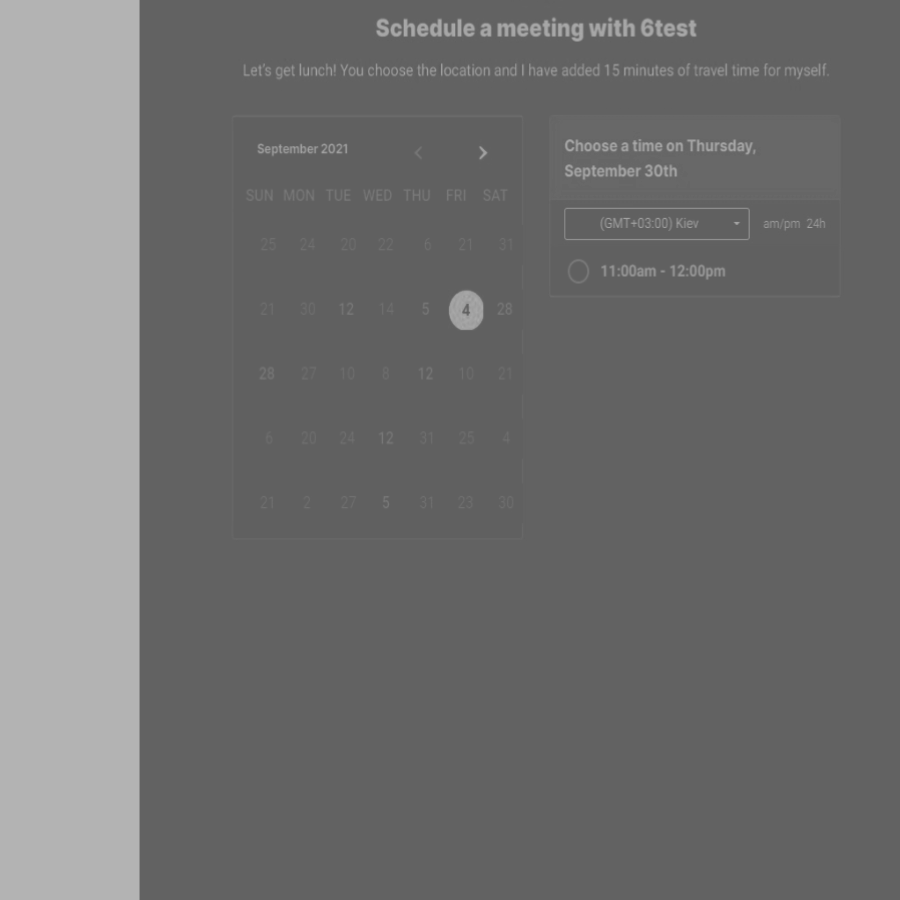 Schedule a meeting with 6test
Let's get lunch! You choose the location and I have added 15 minutes of travel time for myself.
September 2021
SUN MON TUE WED THU FRI SAT
25 24 20 22 6 21 31
21 30 12 14 5 4 28
28 27 10 8 12 10 21
6 20 24 12 31 25 4
21 2 27 5 31 23 30
Choose a time on Thursday,
September 30th
(GMT+03:00) Kiev am/pm 24h
11:00am - 12:00pm